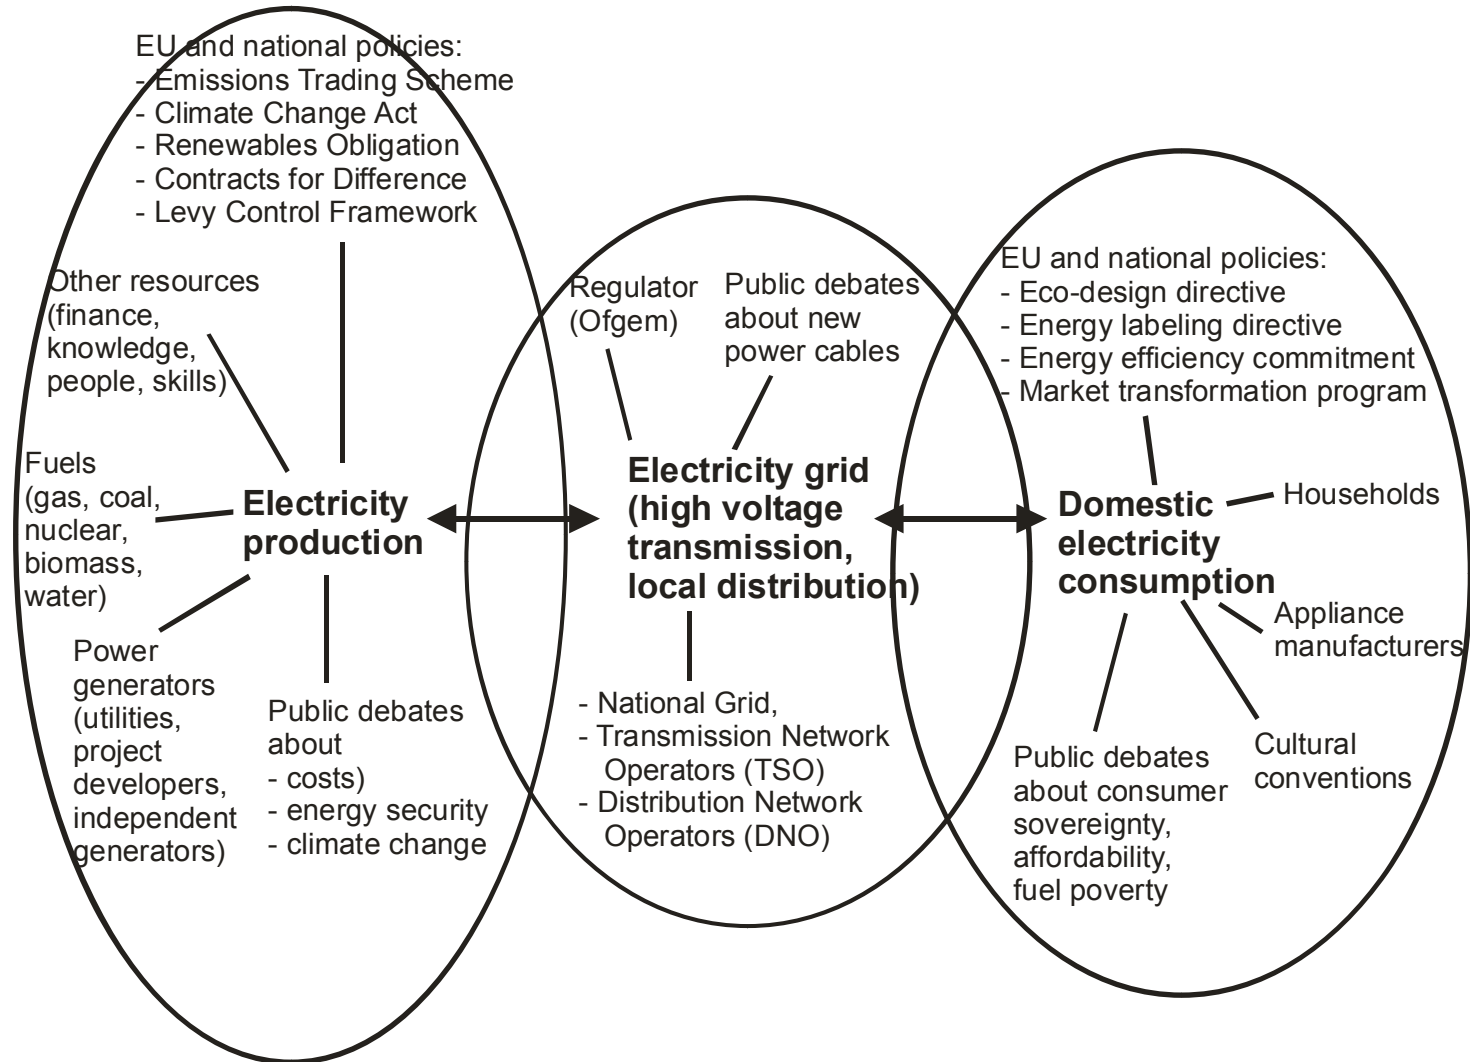 EU and national policies:
- Emissions Trading Scheme
- Climate Change Act
- Renewables Obligation
- Contracts for Difference
- Levy Control Framework
Other resources
(finance,
knowledge,
people, skills)
Fuels
(gas, coal,
nuclear,
biomass,
water)
Electricity
production
Power
generators
(utilities,
project
developers,
independent
generators)
Public debates
about
- costs)
- energy security
- climate change
Regulator
(Ofgem)
Public debates
about new
power cables
Electricity grid
(high voltage
transmission,
local distribution)
- National Grid,
- Transmission Network
Operators (TSO)
- Distribution Network
Operators (DNO)
EU and national policies:
- Eco-design directive
- Energy labeling directive
- Energy efficiency commitment
- Market transformation program
Domestic
electricity
consumption
Households
Appliance
manufacturers
Cultural
conventions
Public debates
about consumer
sovereignty,
affordability,
fuel poverty